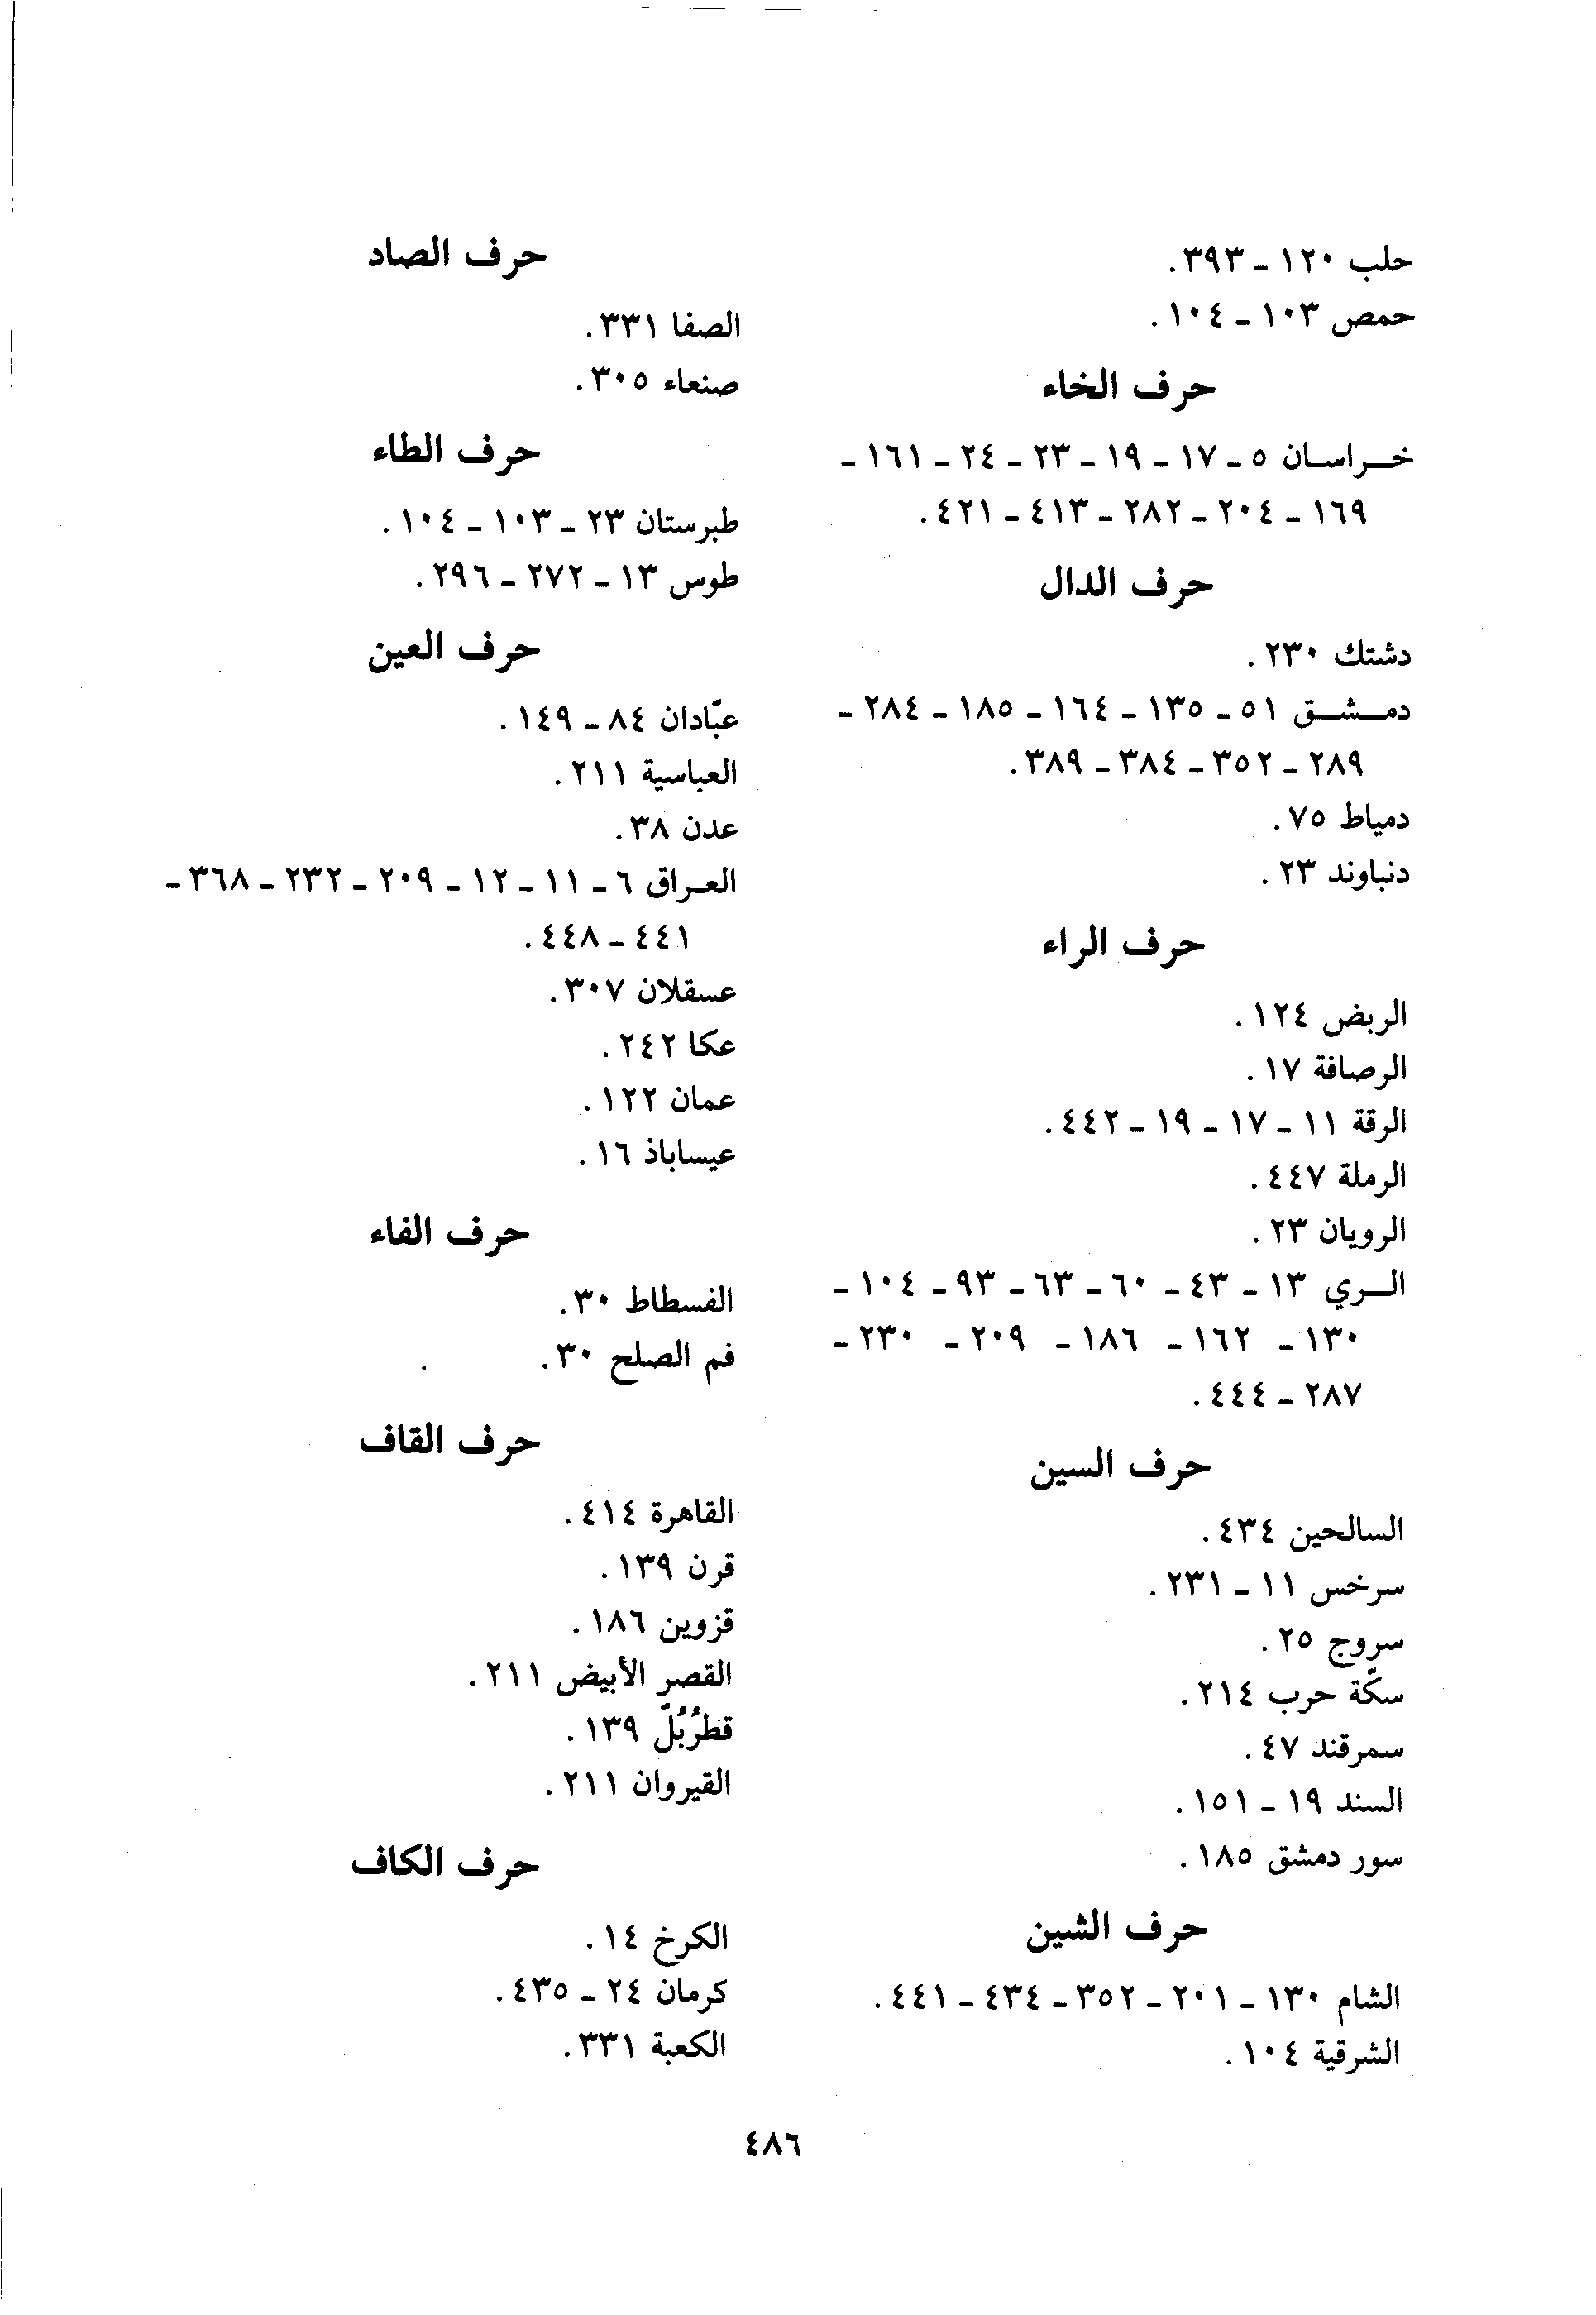 حلب ١٢٠ ـ ٣٩٣.
حمص ١٠٣ ـ ١٠٤.
حرف الخاء
خـراسـان ٥ ـ ١٧ ـ ١٩ ـ ٢٣ ـ ٢٤ ـ ١٦١ ـ
١٦٩ ـ ٢٠٤ ـ ٢٨٢ ـ ٤١٣ ـ ٤٢١.
حرف الدال
دشتك ٢٣٠.
دمـشـق ٥١ ـ ١٣٥ ـ ١٦٤ ـ ١٨٥ ـ ٢٨٤ ـ
٢٨٩ ـ ٣٥٢ ـ ٣٨٤ ـ ٣٨٩.
دمياط ٧٥.
دنباوند ٢٣.
حرف الراء
الربض ١٢٤.
الرصافة ١٧.
الرقة ١١ ـ ١٧ ـ ١٩ ـ ٤٤٢.
الرملة ٤٤٧.
الرويان ٢٣.
الـري ١٣ ـ ٤٣ ـ ٦٠ ـ ٦٣ ـ ٩٣ ـ ١٠٤ ـ
١٣٠ ـ ١٦٢ ـ ١٨٦ ـ ٢٠٩ ـ ٢٣٠ ـ
٢٨٧ ـ ٤٤٤.
حرف السين
السالحين ٤٣٤.
سرخس ١١ ـ ٢٣١.
سروج ٢٥.
سكّة حرب ٢١٤.
سمرقند ٤٧.
السند ١٩ ـ ١٥١.
سور دمشق ١٨٥.
حرف الشين
الشام ١٣٠ ـ ٢٠١ ـ ٣٥٢ ـ ٤٣٤ ـ ٤٤١.
الشرقية ١٠٤.
حرف الصاد
الصفا ٣٣١.
صنعاء ٣٠٥.
حرف الطاء
طبرستان ٢٣ ـ ١٠٣ ـ ١٠٤.
طوس ١٣ ـ ٢٧٢ ـ ٢٩٦.
حرف العين
عبّادان ٨٤ ـ ١٤٩.
العباسية ٢١١.
عدن ٣٨.
العـراق ٦ ـ ١١ ـ ١٢ ـ ٢٠٩ ـ ٢٣٢ ـ ٣٦٨ ـ
٤٤١ ـ ٤٤٨.
عسقلان ٣٠٧.
عكا ٢٤٢.
عمان ١٢٢.
عيساباذ ١٦.
حرف الفاء
الفسطاط ٣٠.
فم الصلح ٣٠.
حرف القاف
القاهرة ٤١٤.
قرن ١٣٩.
قزوين ١٨٦.
القصر الأبيض ٢١١.
قطرُبُلّ ١٣٩.
القيروان ٢١١.
حرف الكاف
الكرخ ١٤.
كرمان ٢٤ ـ ٤٣٥.
الكعبة ٣٣١.
٤٨٦